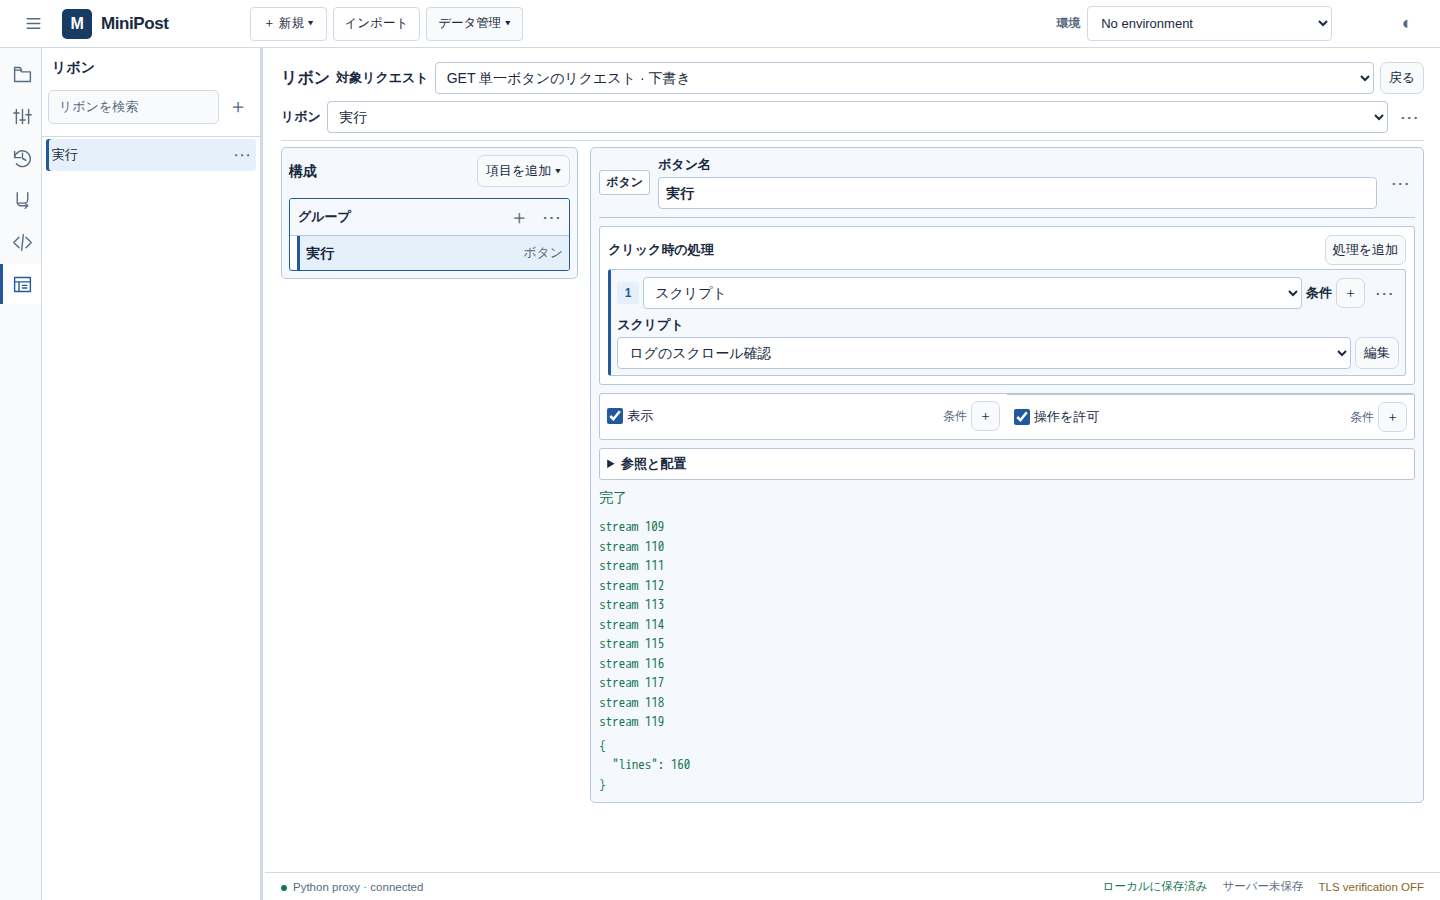 M MiniPost
＋ 新規 ▾ インポート データ管理 ▾
環境 No environment
リボン
リボンを検索 ＋
実行 ···
リボン 対象リクエスト GET 単一ボタンのリクエスト · 下書き 戻る
リボン 実行 ···
構成 項目を追加 ▾
グループ ＋ ···
実行 ボタン
ボタン ボタン名
実行 ···
クリック時の処理 処理を追加
1 スクリプト 条件 ＋ ···
スクリプト
ログのスクロール確認 編集
表示 条件 ＋ 操作を許可 条件 ＋
▶ 参照と配置
完了
stream 109
stream 110
stream 111
stream 112
stream 113
stream 114
stream 115
stream 116
stream 117
stream 118
stream 119
{
"lines": 160
}
Python proxy · connected
ローカルに保存済み サーバー未保存 TLS verification OFF